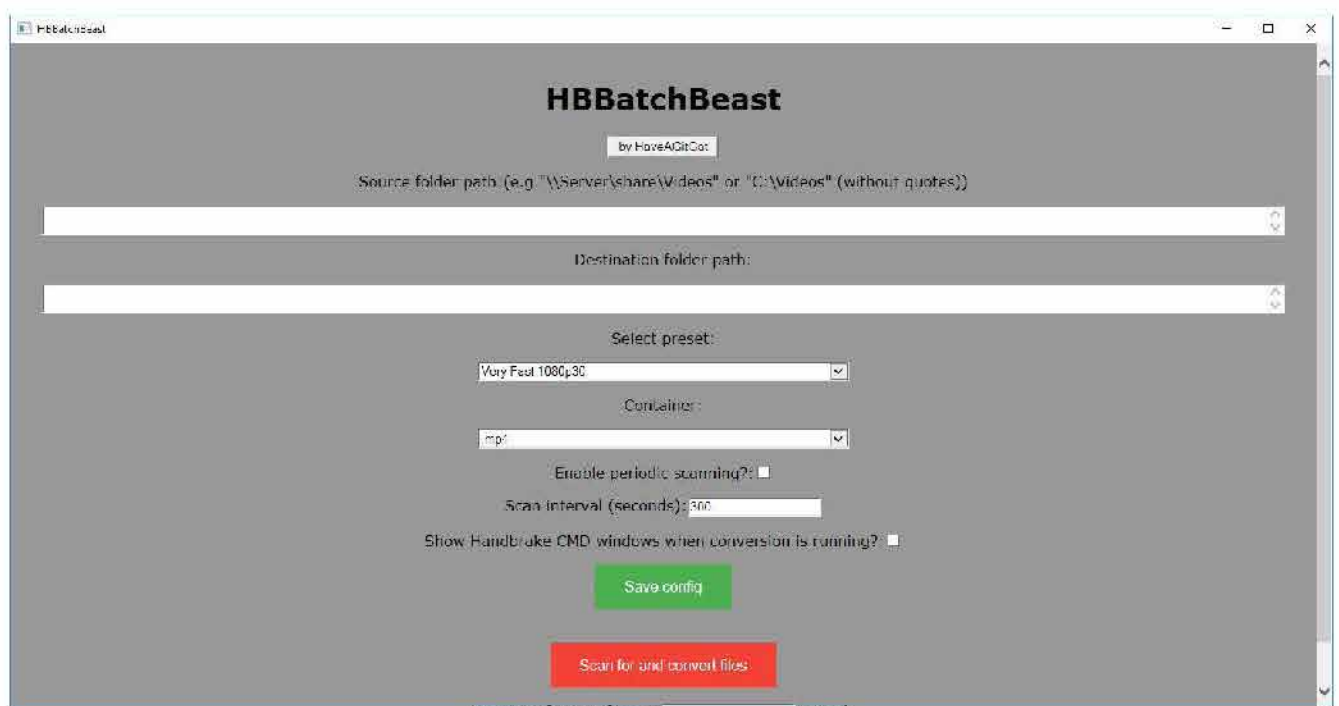 HBBatchBeast
HBBatchBeast
by HaveAGitGat
Source folder path:(e.g."\\Server\share\Videos" or "C:\Videos" (without quotes))
Destination folder path:
Select preset:
Very Fast 1080p30
Container:
mp4
Enable periodic scanning?:
Scan interval (seconds):
Show Handbrake CMD windows when conversion is running?
Save config
Scan for and convert files